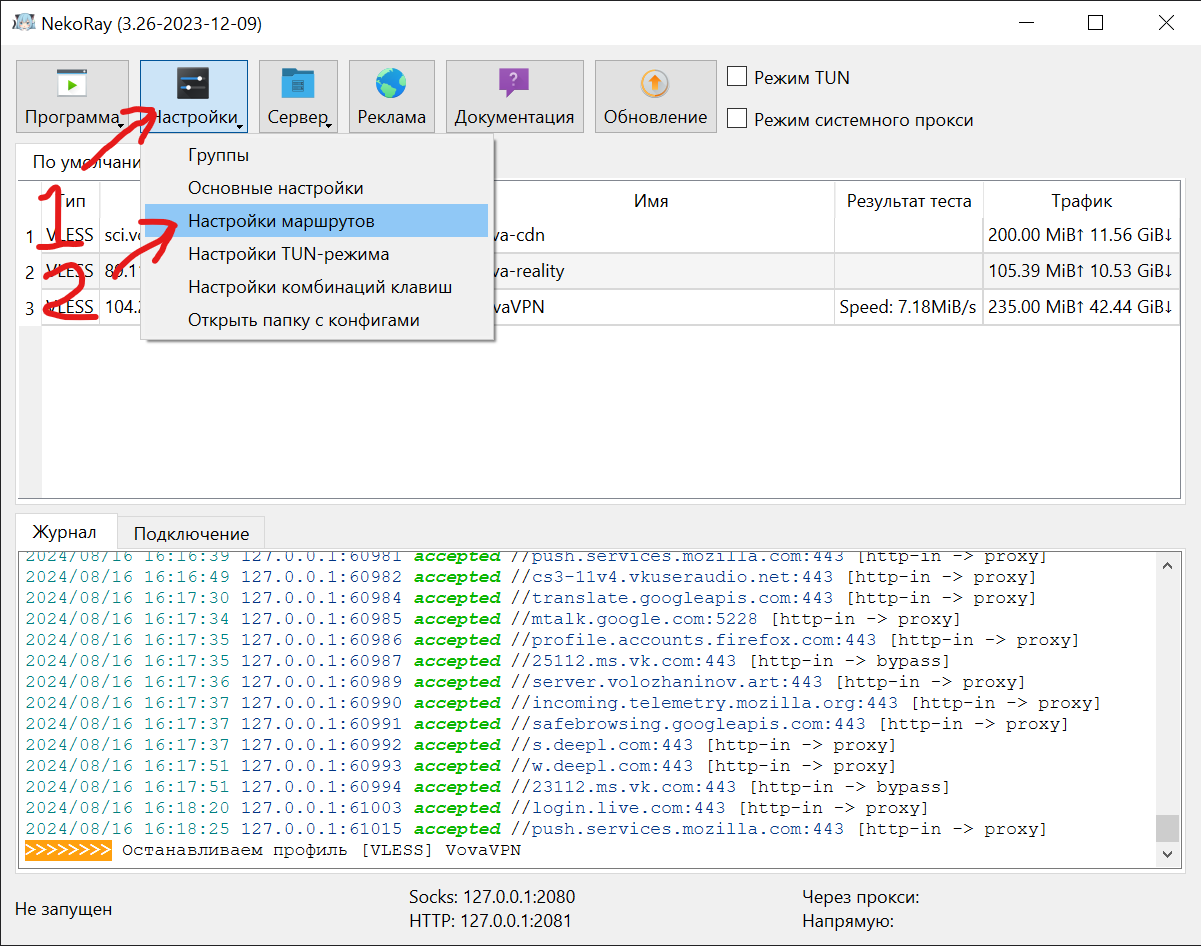 NekoRay (3.26-2023-12-09)
Программа
Настройки
Сервер
Реклама
Документация
Обновление
Режим TUN
Режим системного прокси
По умолчани
Группы
Основные настройки
Настройки маршрутов
Настройки TUN-режима
Настройки комбинаций клавиш
Открыть папку с конфигами
1
2
Тип Имя Результат теста Трафик
1 VLESS sci.v va-cdn 200.00 MiB↑ 11.56 GiB↓
2 VLESS 89.1 va-reality 105.39 MiB↑ 10.53 GiB↓
3 VLESS 104. vaVPN Speed: 7.18MiB/s 235.00 MiB↑ 42.44 GiB↓
Журнал Подключение
2024/08/16 16:16:39 127.0.0.1:60981 accepted //push.services.mozilla.com:443 [http-in -> proxy]
2024/08/16 16:16:49 127.0.0.1:60982 accepted //cs3-11v4.vkuseraudio.net:443 [http-in -> proxy]
2024/08/16 16:17:30 127.0.0.1:60984 accepted //translate.googleapis.com:443 [http-in -> proxy]
2024/08/16 16:17:34 127.0.0.1:60985 accepted //mtalk.google.com:5228 [http-in -> proxy]
2024/08/16 16:17:35 127.0.0.1:60986 accepted //profile.accounts.firefox.com:443 [http-in -> proxy]
2024/08/16 16:17:35 127.0.0.1:60987 accepted //25112.ms.vk.com:443 [http-in -> bypass]
2024/08/16 16:17:36 127.0.0.1:60989 accepted //server.volozhaninov.art:443 [http-in -> proxy]
2024/08/16 16:17:37 127.0.0.1:60990 accepted //incoming.telemetry.mozilla.org:443 [http-in -> proxy]
2024/08/16 16:17:37 127.0.0.1:60991 accepted //safebrowsing.googleapis.com:443 [http-in -> proxy]
2024/08/16 16:17:37 127.0.0.1:60992 accepted //s.deepl.com:443 [http-in -> proxy]
2024/08/16 16:17:51 127.0.0.1:60993 accepted //w.deepl.com:443 [http-in -> proxy]
2024/08/16 16:17:51 127.0.0.1:60994 accepted //23112.ms.vk.com:443 [http-in -> bypass]
2024/08/16 16:18:20 127.0.0.1:61003 accepted //login.live.com:443 [http-in -> proxy]
2024/08/16 16:18:25 127.0.0.1:61015 accepted //push.services.mozilla.com:443 [http-in -> proxy]
>>>>>>>> Останавливаем профиль [VLESS] VovaVPN
Не запущен
Socks: 127.0.0.1:2080
HTTP: 127.0.0.1:2081
Через прокси:
Напрямую: